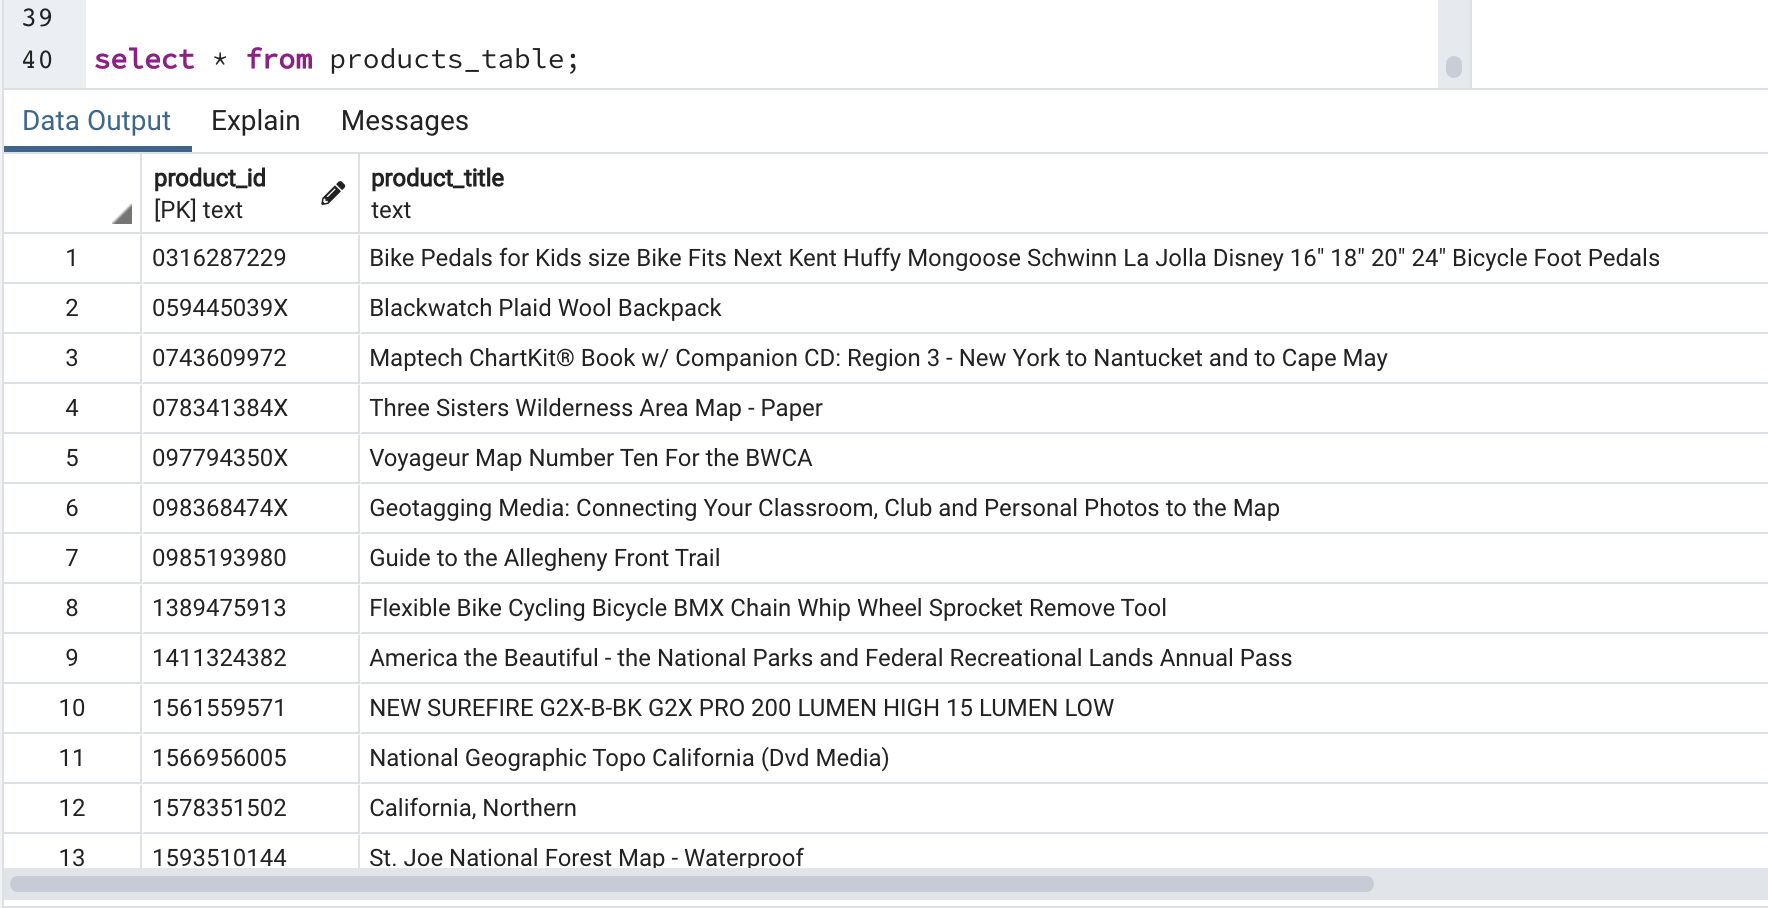 39
40 select * from products_table;
Data Output Explain Messages
product_id product_title
[PK] text text
1 0316287229 Bike Pedals for Kids size Bike Fits Next Kent Huffy Mongoose Schwinn La Jolla Disney 16" 18" 20" 24" Bicycle Foot Pedals
2 059445039X Blackwatch Plaid Wool Backpack
3 0743609972 Maptech ChartKit® Book w/ Companion CD: Region 3 - New York to Nantucket and to Cape May
4 078341384X Three Sisters Wilderness Area Map - Paper
5 097794350X Voyageur Map Number Ten For the BWCA
6 098368474X Geotagging Media: Connecting Your Classroom, Club and Personal Photos to the Map
7 0985193980 Guide to the Allegheny Front Trail
8 1389475913 Flexible Bike Cycling Bicycle BMX Chain Whip Wheel Sprocket Remove Tool
9 1411324382 America the Beautiful - the National Parks and Federal Recreational Lands Annual Pass
10 1561559571 NEW SUREFIRE G2X-B-BK G2X PRO 200 LUMEN HIGH 15 LUMEN LOW
11 1566956005 National Geographic Topo California (Dvd Media)
12 1578351502 California, Northern
13 1593510144 St. Joe National Forest Map - Waterproof